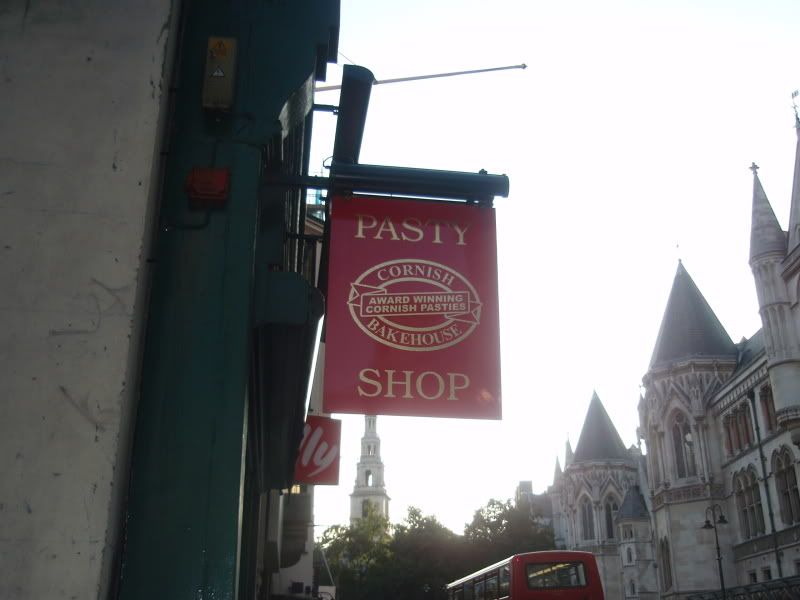 PASTY
CORNISH
AWARD WINNING
CORNISH PASTIES
BAKEHOUSE
SHOP